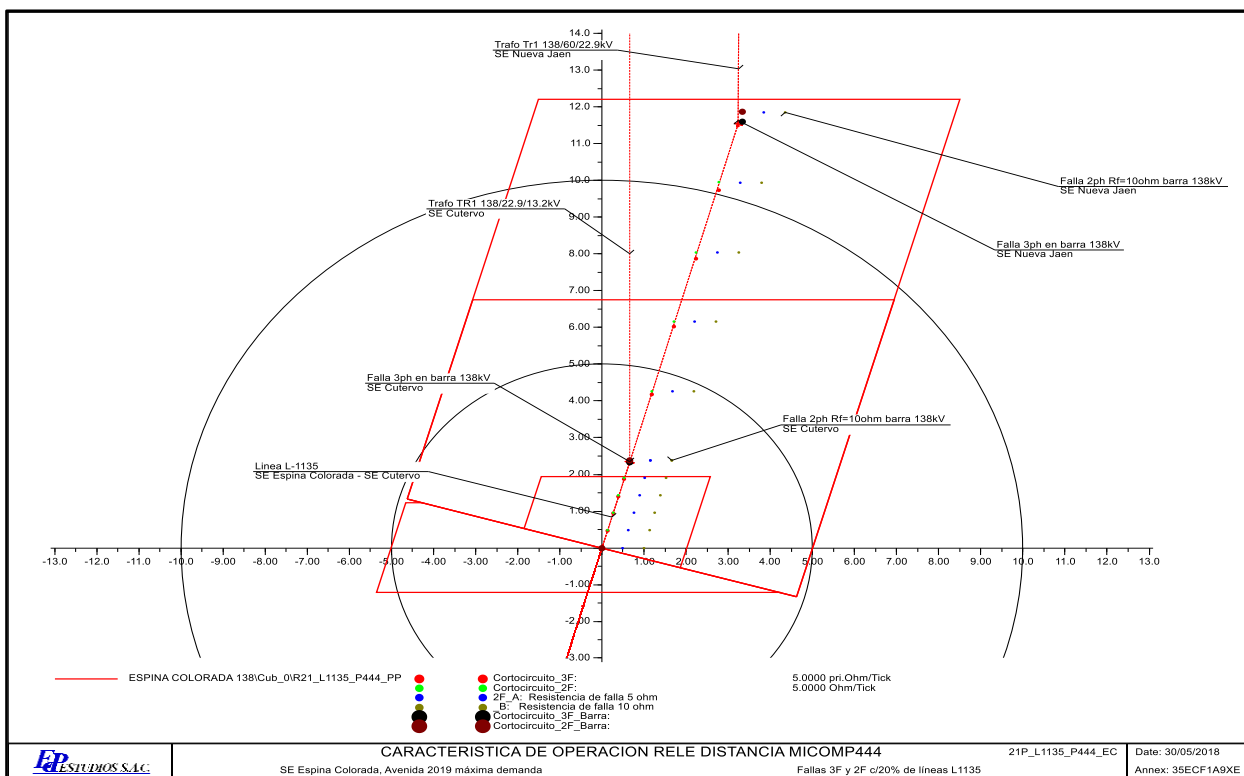 14.0
13.0
12.0
11.0
10.0
9.00
8.00
7.00
6.00
5.00
4.00
3.00
2.00
1.00
-1.00
-2.00
-3.00
-13.0 -12.0 -11.0 -10.0 -9.00 -8.00 -7.00 -6.00 -5.00 -4.00 -3.00 -2.00 -1.00 1.00 2.00 3.00 4.00 5.00 6.00 7.00 8.00 9.00 10.0 11.0 12.0 13.0
Trafo Tr1 138/60/22.9kV
SE Nueva Jaen
Falla 2ph Rf=10ohm barra 138kV
SE Nueva Jaen
Trafo TR1 138/22.9/13.2kV
SE Cutervo
Falla 3ph en barra 138kV
SE Nueva Jaen
Falla 3ph en barra 138kV
SE Cutervo
Falla 2ph Rf=10ohm barra 138kV
SE Cutervo
Linea L-1135
SE Espina Colorada - SE Cutervo
ESPINA COLORADA 138\Cub_0\R21_L1135_P444_PP
Cortocircuito_3F:
Cortocircuito_2F:
2F_A: Resistencia de falla 5 ohm
_B: Resistencia de falla 10 ohm
Cortocircuito_3F_Barra:
Cortocircuito_2F_Barra:
5.0000 pri.Ohm/Tick
5.0000 Ohm/Tick
ESTUDIOS S.A.C.
CARACTERISTICA DE OPERACION RELE DISTANCIA MICOMP444
21P_L1135_P444_EC
Date: 30/05/2018
SE Espina Colorada, Avenida 2019 máxima demanda
Fallas 3F y 2F c/20% de líneas L1135
Annex: 35ECF1A9XE